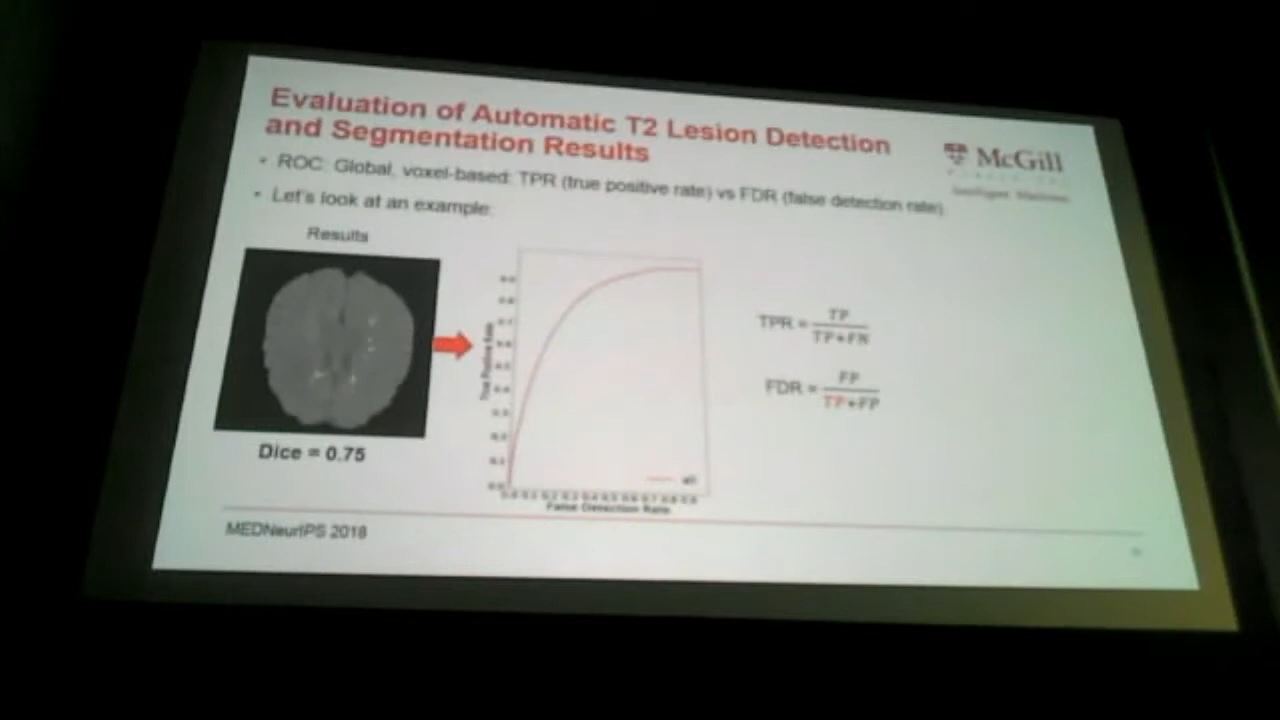 Evaluation of Automatic T2 Lesion Detection
and Segmentation Results
McGill
• ROC: Global, voxel-based: TPR (true positive rate) vs FDR (false detection rate)
• Let's look at an example:
Results
True Positive Rate
False Detection Rate
all
TPR = TP
TP+FN
FDR = FP
TP+FP
Dice = 0.75
MEDNeurIPS 2018